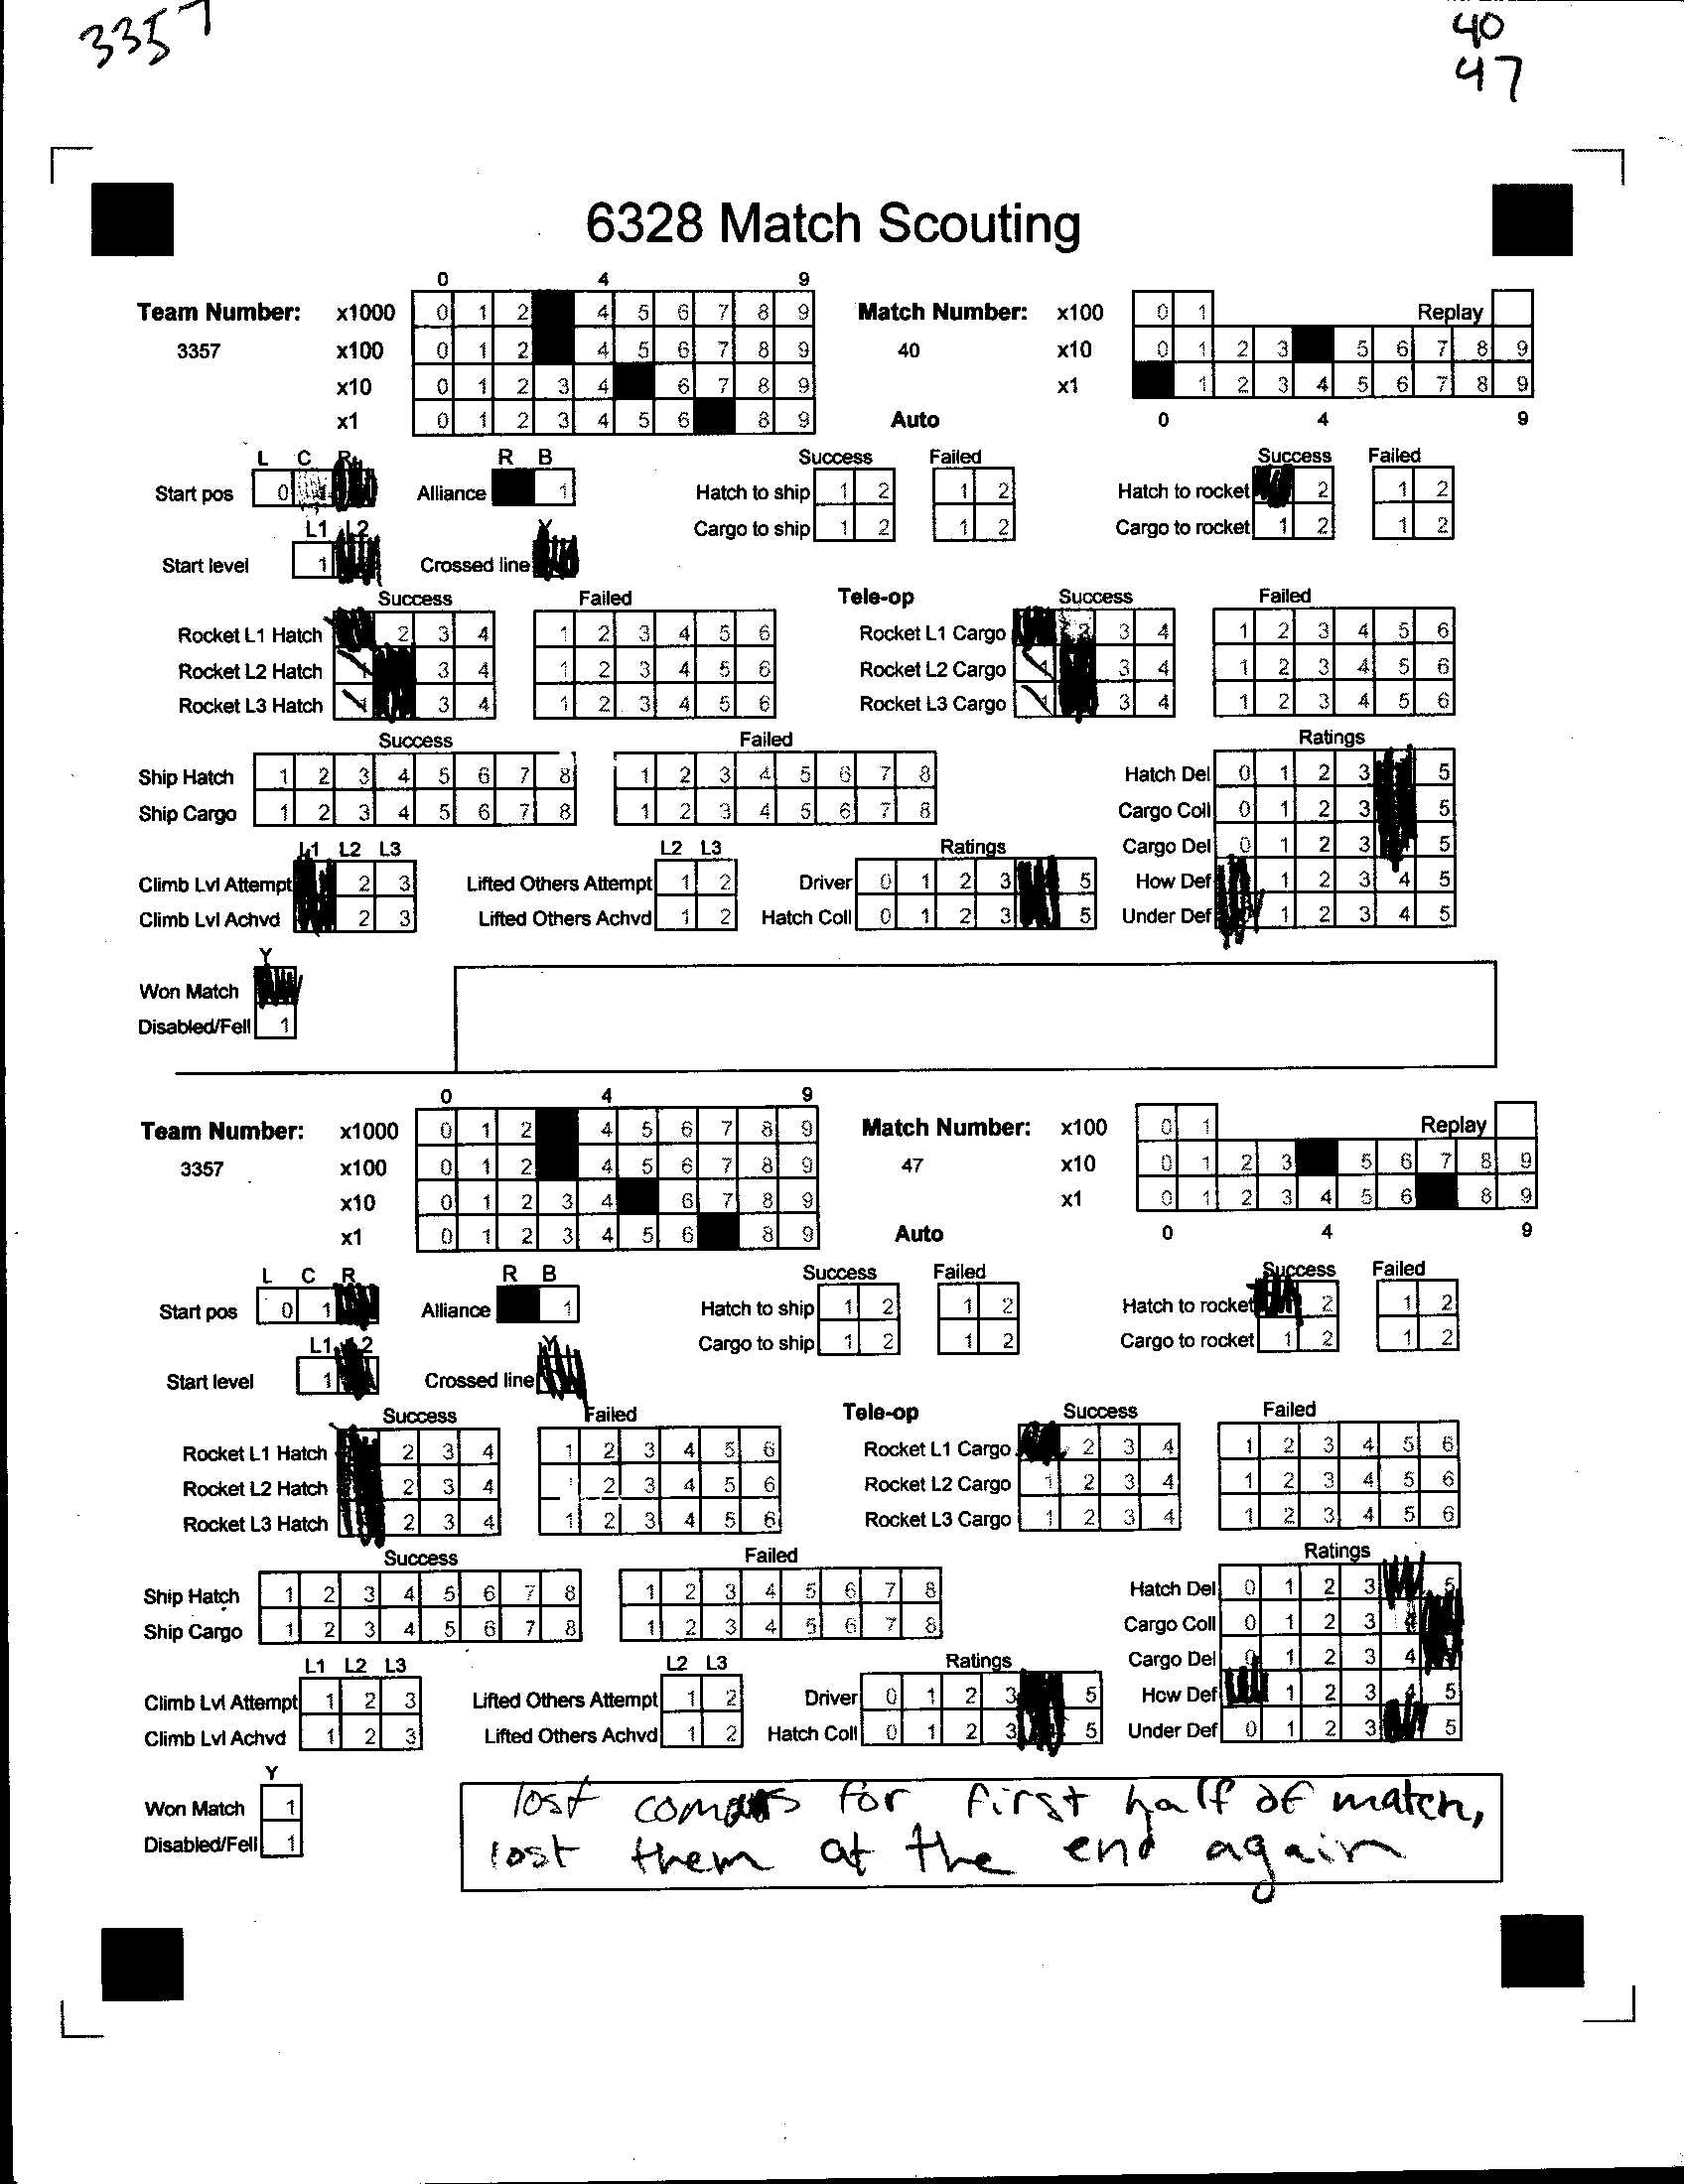 3357
40
47
6328 Match Scouting
0 4 9
Team Number: x1000 0 1 2 4 5 6 7 8 9 Match Number: x100 0 1 Replay
3357 x100 0 1 2 4 5 6 7 8 9 40 x10 0 1 2 3 5 6 7 8 9
x10 0 1 2 3 4 6 7 8 9 x1 1 2 3 4 5 6 7 8 9
x1 0 1 2 3 4 5 6 8 9 Auto 0 4 9
L C R R B Success Failed Success Failed
Start pos 0 Alliance 1 Hatch to ship 1 2 1 2 Hatch to rocket 2 1 2
L1 L2 Y Cargo to ship 1 2 1 2 Cargo to rocket 1 2 1 2
Start level 1 Crossed line
Success Failed Tele-op Success Failed
Rocket L1 Hatch 2 3 4 1 2 3 4 5 6 Rocket L1 Cargo 2 3 4 1 2 3 4 5 6
Rocket L2 Hatch 1 3 4 1 2 3 4 5 6 Rocket L2 Cargo 1 3 4 1 2 3 4 5 6
Rocket L3 Hatch 1 3 4 1 2 3 4 5 6 Rocket L3 Cargo 1 3 4 1 2 3 4 5 6
Success Failed Ratings
Ship Hatch 1 2 3 4 5 6 7 8 1 2 3 4 5 6 7 8 Hatch Del 0 1 2 3 5
Ship Cargo 1 2 3 4 5 6 7 8 1 2 3 4 5 6 7 8 Cargo Coll 0 1 2 3 5
L1 L2 L3 L2 L3 Ratings Cargo Del 0 1 2 3 5
Climb Lvl Attempt 2 3 Lifted Others Attempt 1 2 Driver 0 1 2 3 5 How Def 1 2 3 4 5
Climb Lvl Achvd 2 3 Lifted Others Achvd 1 2 Hatch Coll 0 1 2 3 5 Under Def 1 2 3 4 5
Y
Won Match
Disabled/Fell 1
0 4 9
Team Number: x1000 0 1 2 4 5 6 7 8 9 Match Number: x100 0 1 Replay
3357 x100 0 1 2 4 5 6 7 8 9 47 x10 0 1 2 3 5 6 7 8 9
x10 0 1 2 3 4 6 7 8 9 x1 0 1 2 3 4 5 6 8 9
x1 0 1 2 3 4 5 6 8 9 Auto 0 4 9
L C R R B Success Failed Success Failed
Start pos 0 1 Alliance 1 Hatch to ship 1 2 1 2 Hatch to rocket 2 1 2
L1 L2 Y Cargo to ship 1 2 1 2 Cargo to rocket 1 2 1 2
Start level 1 Crossed line
Success Failed Tele-op Success Failed
Rocket L1 Hatch 2 3 4 1 2 3 4 5 6 Rocket L1 Cargo 2 3 4 1 2 3 4 5 6
Rocket L2 Hatch 2 3 4 1 2 3 4 5 6 Rocket L2 Cargo 1 2 3 4 1 2 3 4 5 6
Rocket L3 Hatch 2 3 4 1 2 3 4 5 6 Rocket L3 Cargo 1 2 3 4 1 2 3 4 5 6
Success Failed Ratings
Ship Hatch 1 2 3 4 5 6 7 8 1 2 3 4 5 6 7 8 Hatch Del 0 1 2 3 5
Ship Cargo 1 2 3 4 5 6 7 8 1 2 3 4 5 6 7 8 Cargo Coll 0 1 2 3 4
L1 L2 L3 L2 L3 Ratings Cargo Del 0 1 2 3 4
Climb Lvl Attempt 1 2 3 Lifted Others Attempt 1 2 Driver 0 1 2 3 5 How Def 1 2 3 4 5
Climb Lvl Achvd 1 2 3 Lifted Others Achvd 1 2 Hatch Coll 0 1 2 3 5 Under Def 0 1 2 3 5
Y
Won Match 1
Disabled/Fell 1
lost for first half of match,
lost them at the end again